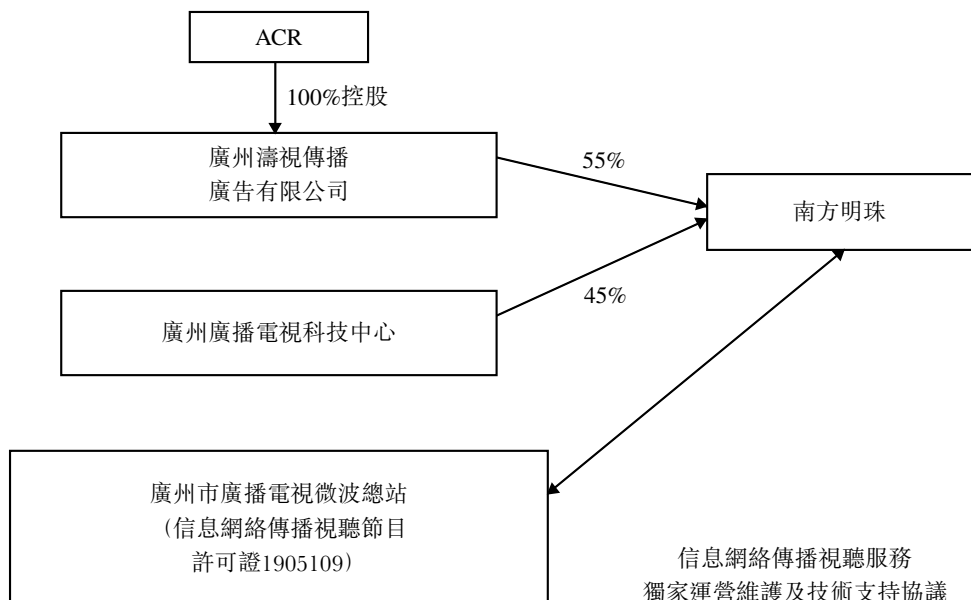 ACR
100%控股
廣州濤視傳播
廣告有限公司
55%
南方明珠
45%
廣州廣播電視科技中心
廣州市廣播電視微波總站
(信息網絡傳播視聽節目
許可證1905109)
信息網絡傳播視聽服務
獨家運營維護及技術支持協議